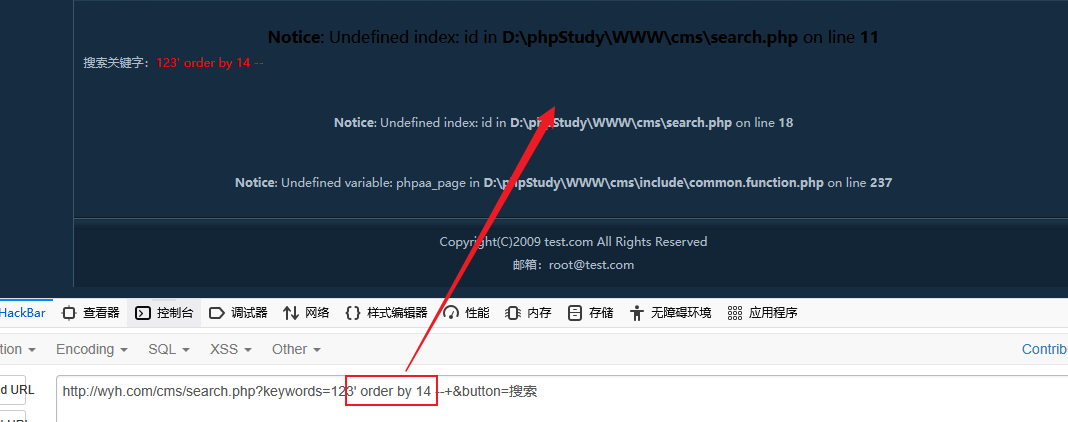 Notice: Undefined index: id in D:\phpStudy\WWW\cms\search.php on line 11
搜索关键字：123' order by 14 --
Notice: Undefined index: id in D:\phpStudy\WWW\cms\search.php on line 18
Notice: Undefined variable: phpaa_page in D:\phpStudy\WWW\cms\include\common.function.php on line 237
Copyright(C)2009 test.com All Rights Reserved
邮箱：root@test.com
HackBar 查看器 控制台 调试器 网络 样式编辑器 性能 内存 存储 无障碍环境 应用程序
tion Encoding SQL XSS Other Contrib
d URL http://wyh.com/cms/search.php?keywords=123' order by 14 --+&button=搜索